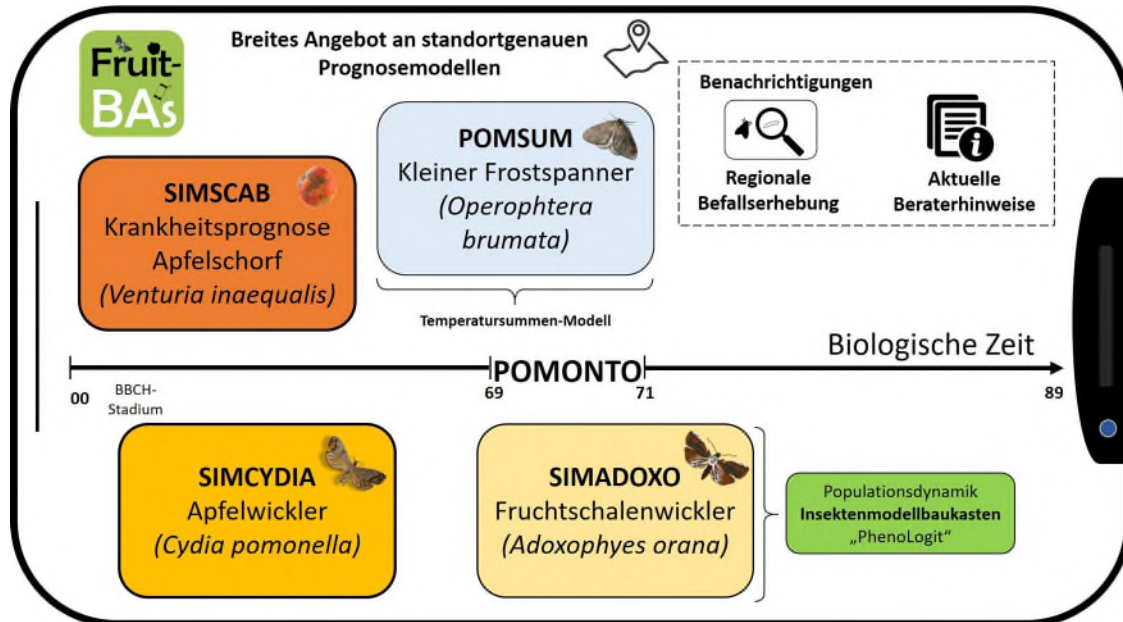 Fruit-
BAs
Breites Angebot an standortgenauen
Prognosemodellen
Benachrichtigungen
Regionale
Befallserhebung
Aktuelle
Beraterhinweise
SIMSCAB
Krankheitsprognose
Apfelschorf
(Venturia inaequalis)
POMSUM
Kleiner Frostspanner
(Operophtera
brumata)
Temperatursummen-Modell
Biologische Zeit
POMONTO
00
BBCH-
Stadium
69
71
89
SIMCYDIA
Apfelwickler
(Cydia pomonella)
SIMADOXO
Fruchtschalenwickler
(Adoxophyes orana)
Populationsdynamik
Insektenmodellbaukasten
„PhenoLogit“